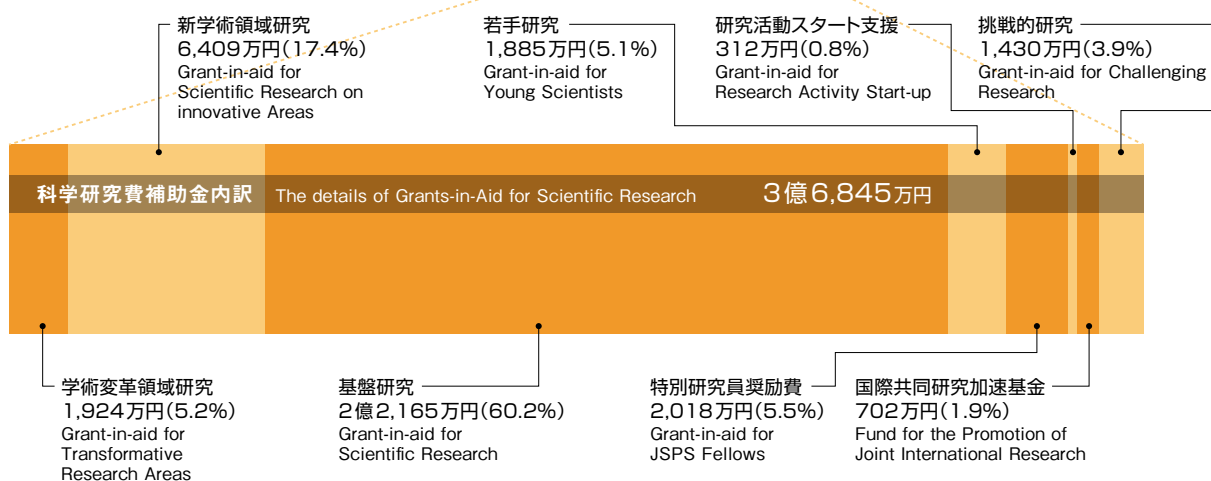 新学術領域研究
6,409万円(17.4%)
Grant-in-aid for
Scientific Research on
innovative Areas
若手研究
1,885万円(5.1%)
Grant-in-aid for
Young Scientists
研究活動スタート支援
312万円(0.8%)
Grant-in-aid for
Research Activity Start-up
挑戦的研究
1,430万円(3.9%)
Grant-in-aid for Challenging
Research
科学研究費補助金内訳 The details of Grants-in-Aid for Scientific Research 3億6,845万円
学術変革領域研究
1,924万円(5.2%)
Grant-in-aid for
Transformative
Research Areas
基盤研究
2億2,165万円(60.2%)
Grant-in-aid for
Scientific Research
特別研究員奨励費
2,018万円(5.5%)
Grant-in-aid for
JSPS Fellows
国際共同研究加速基金
702万円(1.9%)
Fund for the Promotion of
Joint International Research